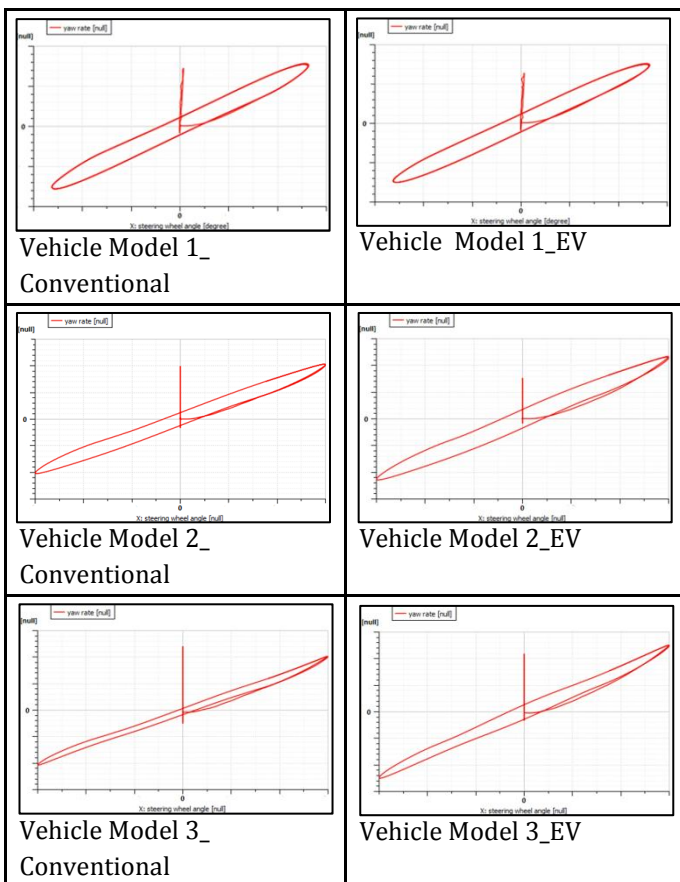 yaw rate [null]
[null]
0
0
X: steering wheel angle [degree]
Vehicle Model 1_
Conventional
yaw rate [null]
[null]
0
0
X: steering wheel angle [degree]
Vehicle Model 1_EV
yaw rate [null]
[null]
0
0
X: steering wheel angle [null]
Vehicle Model 2_
Conventional
yaw rate [null]
[null]
0
0
X: steering wheel angle [null]
Vehicle Model 2_EV
yaw rate [null]
[null]
0
0
X: steering wheel angle [null]
Vehicle Model 3_
Conventional
yaw rate [null]
[null]
0
0
X: steering wheel angle [null]
Vehicle Model 3_EV